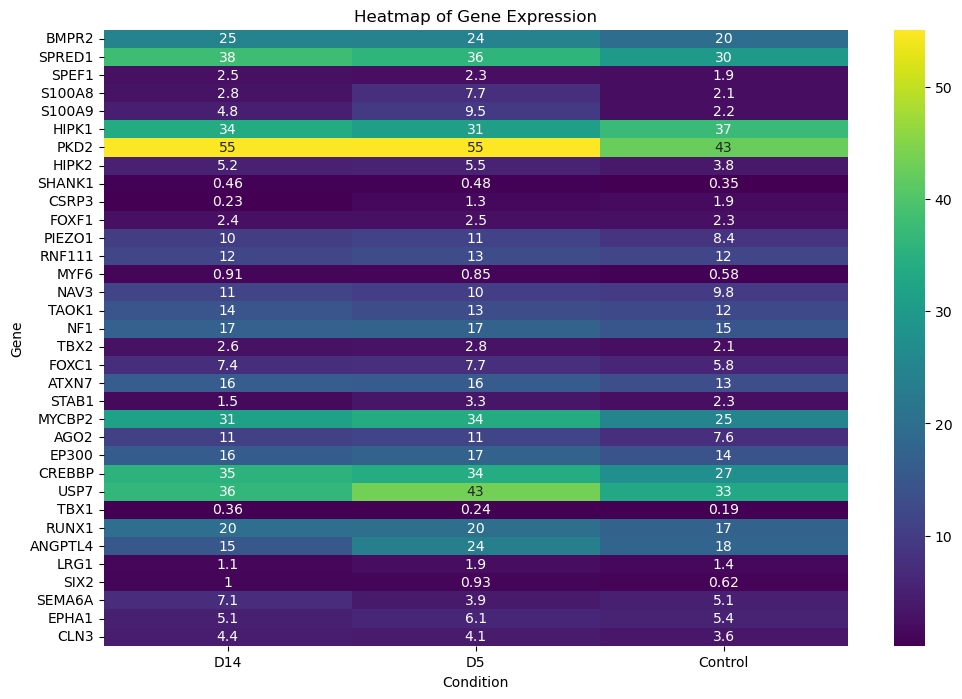 Heatmap of Gene Expression
BMPR2 25 24 20
SPRED1 38 36 30
SPEF1 2.5 2.3 1.9
S100A8 2.8 7.7 2.1
S100A9 4.8 9.5 2.2
HIPK1 34 31 37
PKD2 55 55 43
HIPK2 5.2 5.5 3.8
SHANK1 0.46 0.48 0.35
CSRP3 0.23 1.3 1.9
FOXF1 2.4 2.5 2.3
PIEZO1 10 11 8.4
RNF111 12 13 12
MYF6 0.91 0.85 0.58
NAV3 11 10 9.8
TAOK1 14 13 12
NF1 17 17 15
TBX2 2.6 2.8 2.1
FOXC1 7.4 7.7 5.8
ATXN7 16 16 13
STAB1 1.5 3.3 2.3
MYCBP2 31 34 25
AGO2 11 11 7.6
EP300 16 17 14
CREBBP 35 34 27
USP7 36 43 33
TBX1 0.36 0.24 0.19
RUNX1 20 20 17
ANGPTL4 15 24 18
LRG1 1.1 1.9 1.4
SIX2 1 0.93 0.62
SEMA6A 7.1 3.9 5.1
EPHA1 5.1 6.1 5.4
CLN3 4.4 4.1 3.6
D14 D5 Control
Condition
Gene
50
40
30
20
10